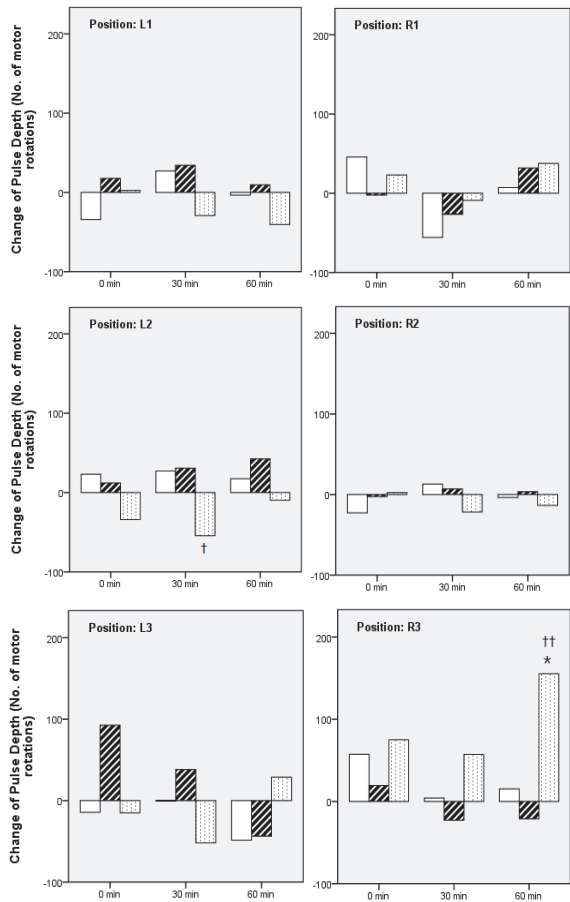 Position: L1
Change of Pulse Depth (No. of motor
rotations)
200
100
0
-100
0 min
30 min
60 min
Position: R1
200
100
0
-100
0 min
30 min
60 min
Position: L2
Change of Pulse Depth (No. of motor
rotations)
200
100
0
-100
†
0 min
30 min
60 min
Position: R2
200
100
0
-100
0 min
30 min
60 min
Position: L3
Change of Pulse Depth (No. of motor
rotations)
200
100
0
-100
0 min
30 min
60 min
Position: R3
††
*
200
100
0
-100
0 min
30 min
60 min